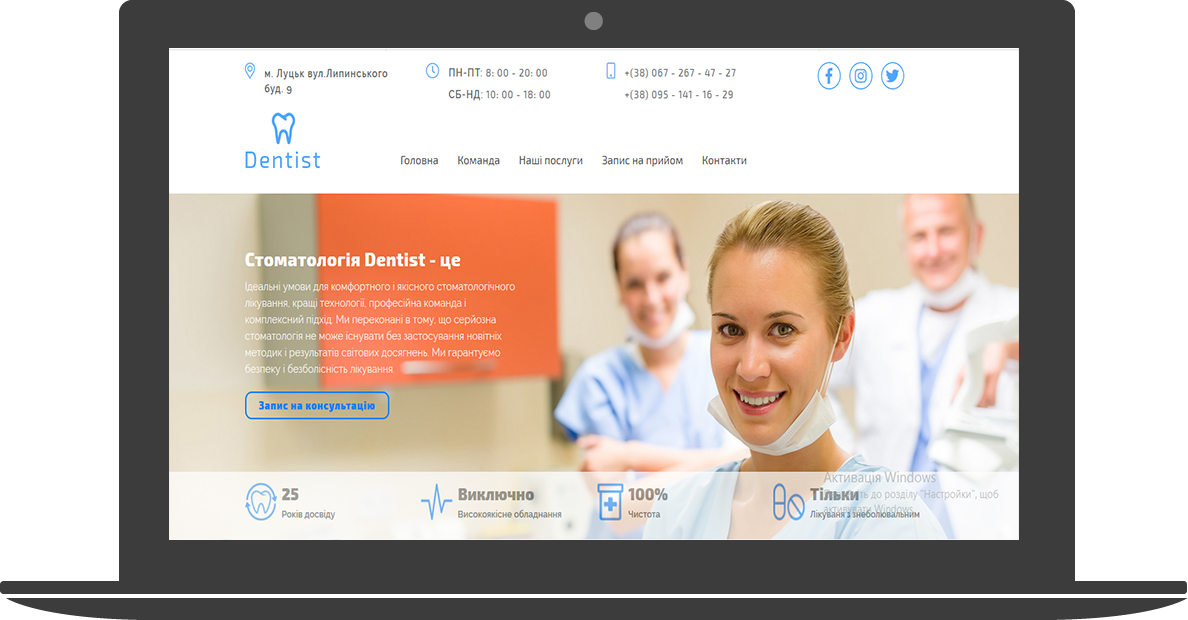 м. Луцьк вул.Липинського
буд. 9
ПН-ПТ: 8: 00 - 20: 00
СБ-НД: 10: 00 - 18: 00
+(38) 067 - 267 - 47 - 27
+(38) 095 - 141 - 16 - 29
Dentist
Головна Команда Наші послуги Запис на прийом Контакти
Стоматологія Dentist - це
Ідеальні умови для комфортного і якісного стоматологічного
лікування, кращі технології, професійна команда і
комплексний підхід. Ми переконані в тому, що серйозна
стоматологія не може існувати без застосування новітніх
методик і результатів світових досягнень. Ми гарантуємо
безпеку і безболісність лікування.
Запис на консультацію
25
Років досвіду
Виключно
Високоякісне обладнання
100%
Чистота
Тільки
Лікуваня з знеболювальним
Активація Windows
до розділу "Настройки", щоб
активувати Windows.